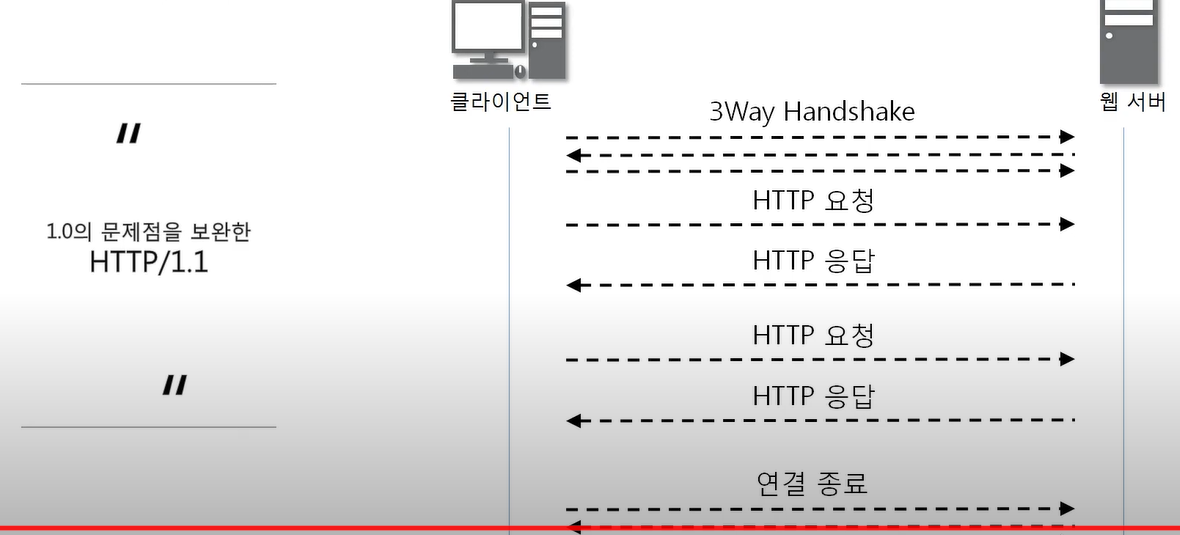 클라이언트
웹 서버
"
1.0의 문제점을 보완한
HTTP/1.1
"
3Way Handshake
HTTP 요청
HTTP 응답
HTTP 요청
HTTP 응답
연결 종료